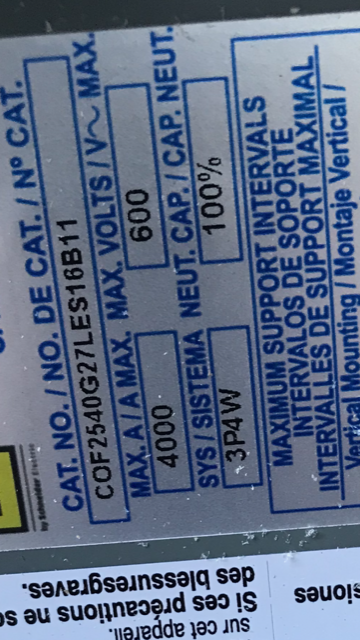 by Schneider Electric
CAT. NO. / NO. DE CAT. / Nº CAT.
COF2540G27LES16B11
MAX. A / A MAX. MAX. VOLTS / V~ MAX.
4000 600
SYS / SISTEMA NEUT. CAP. / CAP. NEUT.
3P4W 100%
MAXIMUM SUPPORT INTERVALS
INTERVALOS DE SOPORTE
INTERVALLES DE SUPPORT MAXIMAL
Vertical Mounting / Montaje Vertical /
sur cet appareil.
Si ces précautions ne
des blessuresgraves.
siones